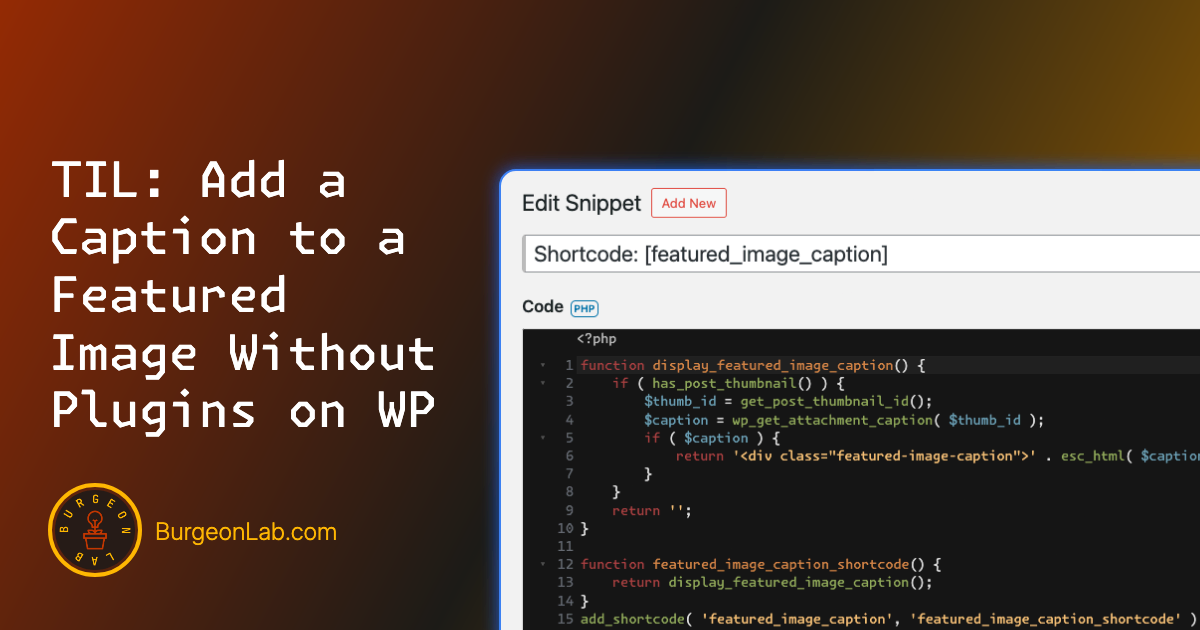 TIL: Add a
Caption to a
Featured
Image Without
Plugins on WP
BURGEON LAB
BurgeonLab.com
Edit Snippet Add New
Shortcode: [featured_image_caption]
Code PHP
<?php
1 function display_featured_image_caption() {
2     if ( has_post_thumbnail() ) {
3         $thumb_id = get_post_thumbnail_id();
4         $caption = wp_get_attachment_caption( $thumb_id );
5         if ( $caption ) {
6             return '<div class="featured-image-caption">' . esc_html( $caption
7         }
8     }
9     return '';
10 }
11
12 function featured_image_caption_shortcode() {
13     return display_featured_image_caption();
14 }
15 add_shortcode( 'featured_image_caption', 'featured_image_caption_shortcode' )